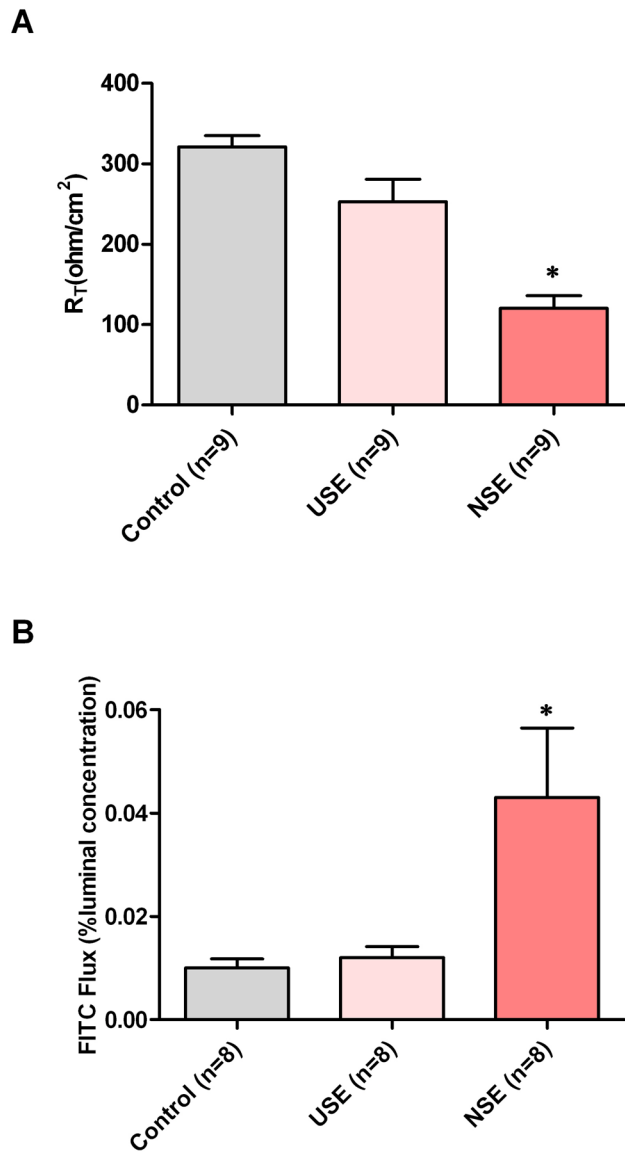 A
400
300
200
100
0
R_T(ohm/cm²)
*
Control (n=9)
USE (n=9)
NSE (n=9)
B
0.06
0.04
0.02
0.00
FITC Flux (%luminal concentration)
*
Control (n=8)
USE (n=8)
NSE (n=8)